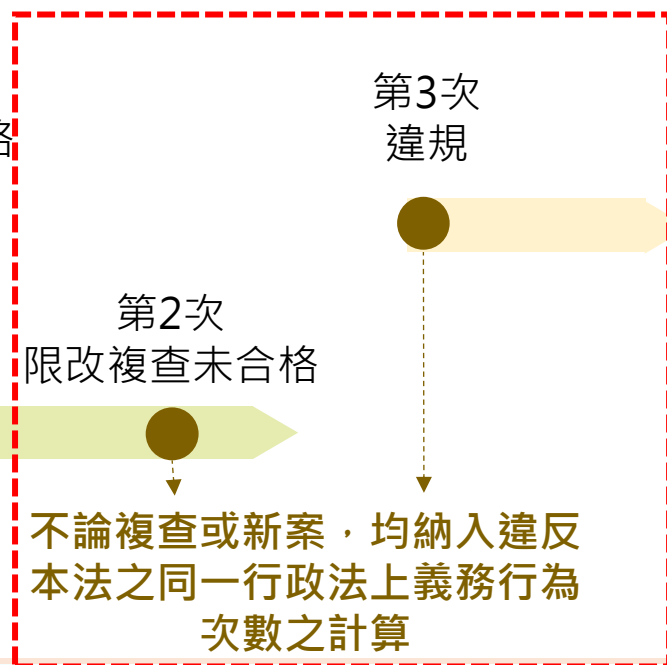 第3次
違規
格
第2次
限改複查未合格
不論複查或新案，均納入違反
本法之同一行政法上義務行為
次數之計算